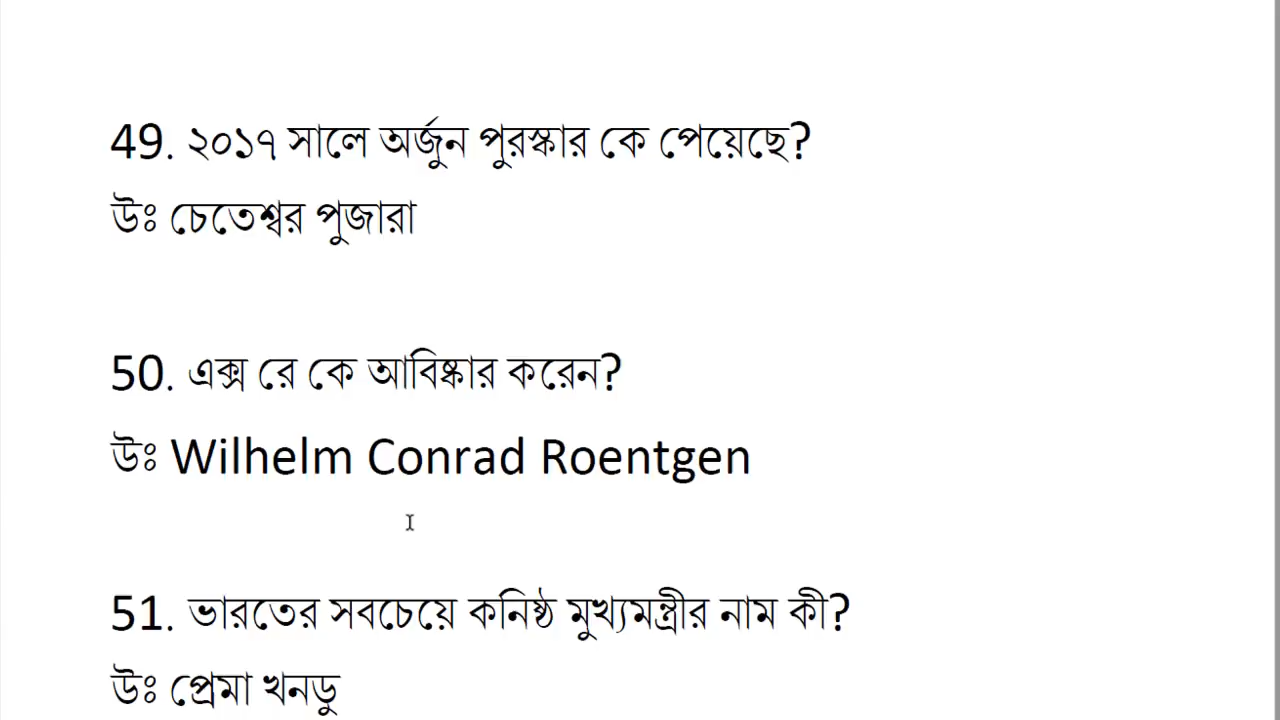 49. ২০১৭ সালে অর্জুন পুরস্কার কে পেয়েছে?
উঃ চেতেশ্বর পুজারা
50. এক্স রে কে আবিষ্কার করেন?
উঃ Wilhelm Conrad Roentgen
51. ভারতের সবচেয়ে কনিষ্ঠ মুখ্যমন্ত্রীর নাম কী?
উঃ প্রেমা খনডু